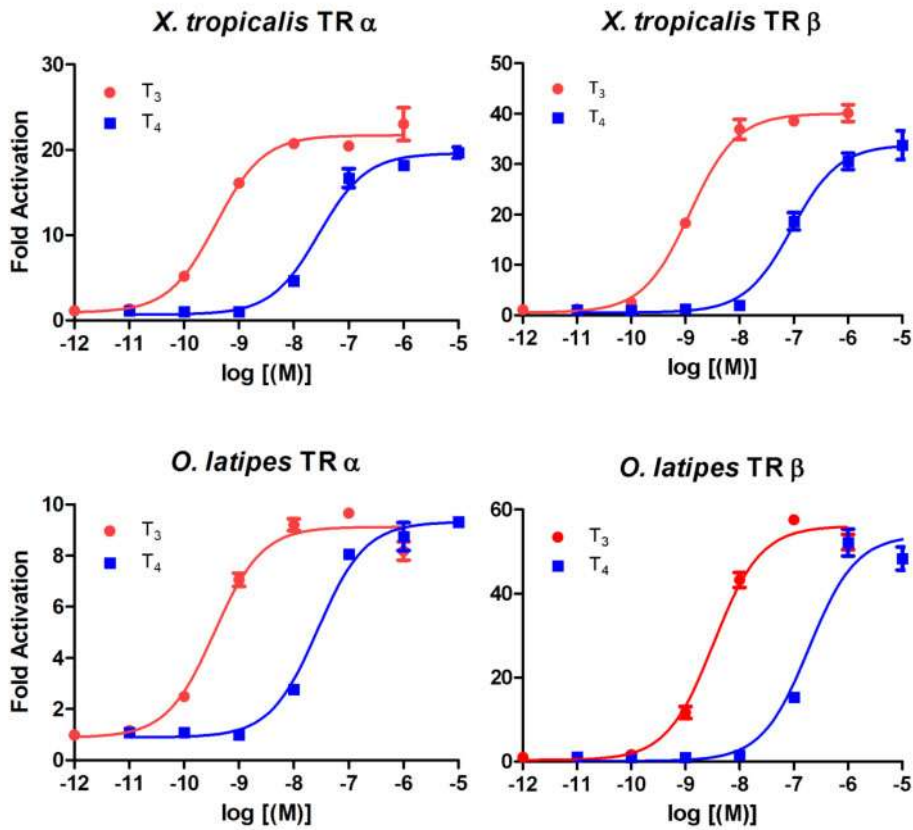 X. tropicalis TR α
30
20
10
0
Fold Activation
T3
T4
-12 -11 -10 -9 -8 -7 -6 -5
log [(M)]
X. tropicalis TR β
50
40
30
20
10
0
T3
T4
-12 -11 -10 -9 -8 -7 -6 -5
log [(M)]
O. latipes TR α
10
8
6
4
2
0
Fold Activation
T3
T4
-12 -11 -10 -9 -8 -7 -6 -5
log [(M)]
O. latipes TR β
60
40
20
0
T3
T4
-12 -11 -10 -9 -8 -7 -6 -5
log [(M)]